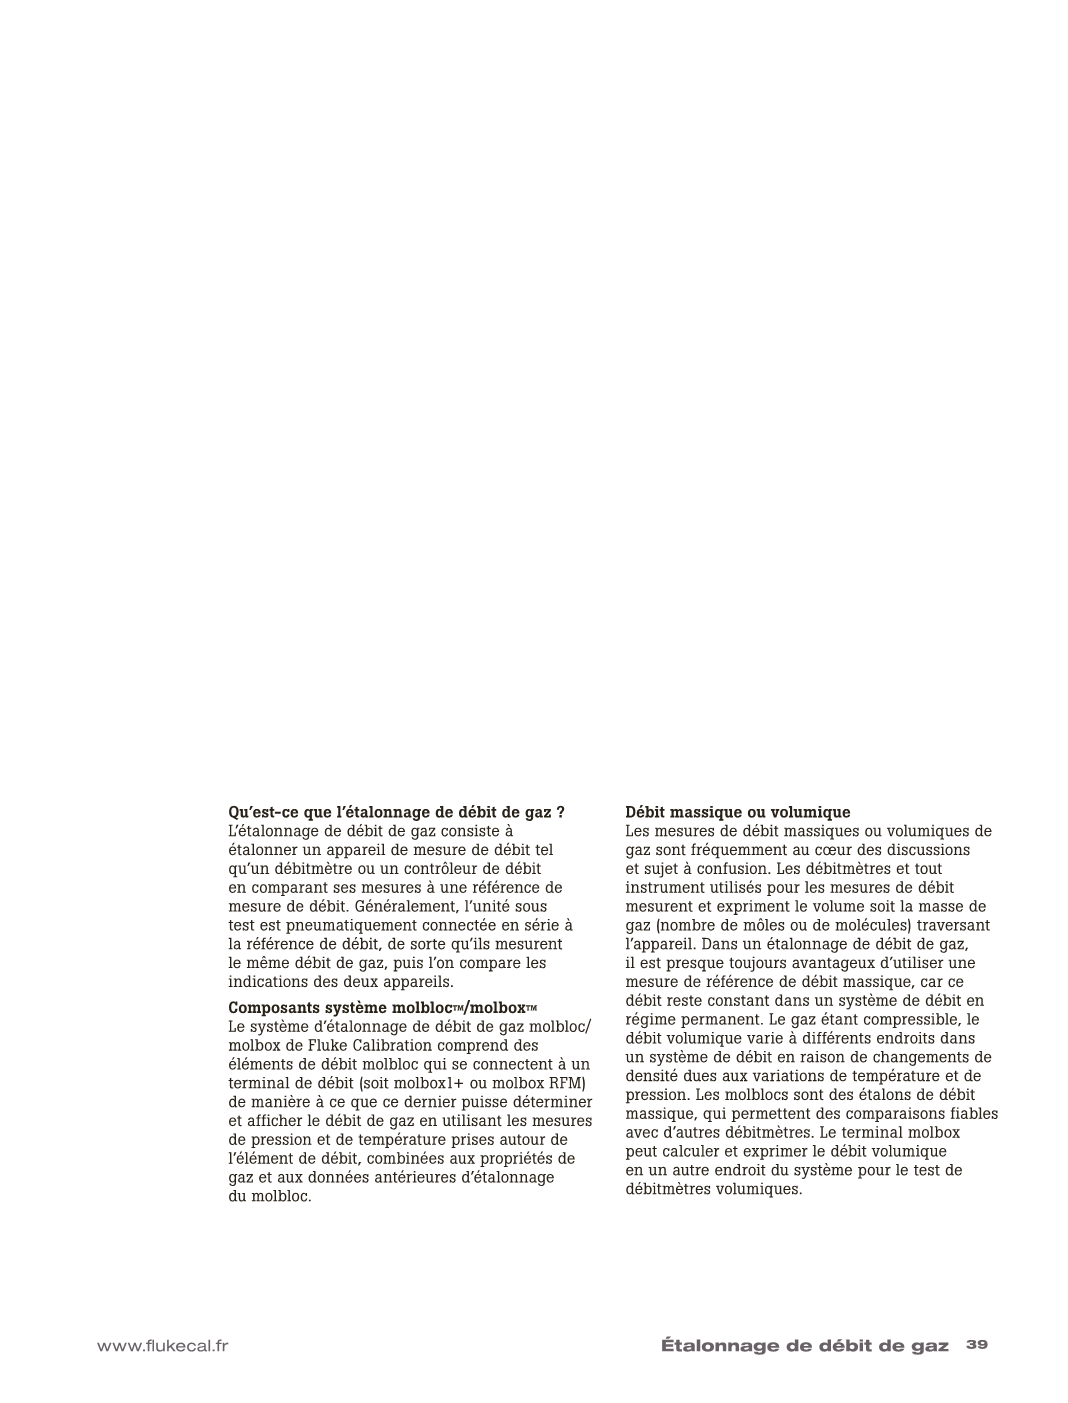 Qu’est-ce que l’étalonnage de débit de gaz ?
L’étalonnage de débit de gaz consiste à
étalonner un appareil de mesure de débit tel
qu’un débitmètre ou un contrôleur de débit
en comparant ses mesures à une référence de
mesure de débit. Généralement, l’unité sous
test est pneumatiquement connectée en série à
la référence de débit, de sorte qu’ils mesurent
le même débit de gaz, puis l’on compare les
indications des deux appareils.
Composants système molbloc™/molbox™
Le système d’étalonnage de débit de gaz molbloc/
molbox de Fluke Calibration comprend des
éléments de débit molbloc qui se connectent à un
terminal de débit (soit molbox1+ ou molbox RFM)
de manière à ce que ce dernier puisse déterminer
et afficher le débit de gaz en utilisant les mesures
de pression et de température prises autour de
l’élément de débit, combinées aux propriétés de
gaz et aux données antérieures d’étalonnage
du molbloc.
Débit massique ou volumique
Les mesures de débit massiques ou volumiques de
gaz sont fréquemment au cœur des discussions
et sujet à confusion. Les débitmètres et tout
instrument utilisés pour les mesures de débit
mesurent et expriment le volume soit la masse de
gaz (nombre de môles ou de molécules) traversant
l’appareil. Dans un étalonnage de débit de gaz,
il est presque toujours avantageux d’utiliser une
mesure de référence de débit massique, car ce
débit reste constant dans un système de débit en
régime permanent. Le gaz étant compressible, le
débit volumique varie à différents endroits dans
un système de débit en raison de changements de
densité dues aux variations de température et de
pression. Les molblocs sont des étalons de débit
massique, qui permettent des comparaisons fiables
avec d’autres débitmètres. Le terminal molbox
peut calculer et exprimer le débit volumique
en un autre endroit du système pour le test de
débitmètres volumiques.
www.flukecal.fr
Étalonnage de débit de gaz 39